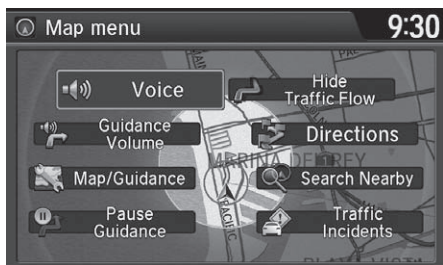 Map menu
9:30
Voice
Hide
Traffic Flow
Guidance
Volume
Directions
Map/Guidance
Search Nearby
Pause
Guidance
Traffic
Incidents
PACIFIC